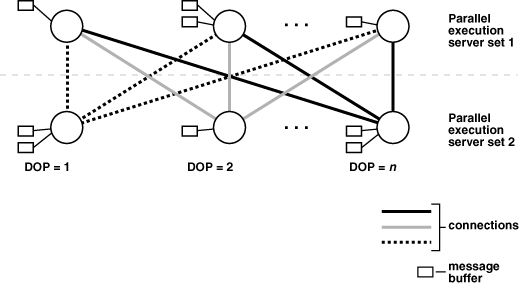 Parallel
execution
server set 1
Parallel
execution
server set 2
DOP = 1
DOP = 2
DOP = n
connections
message
buffer